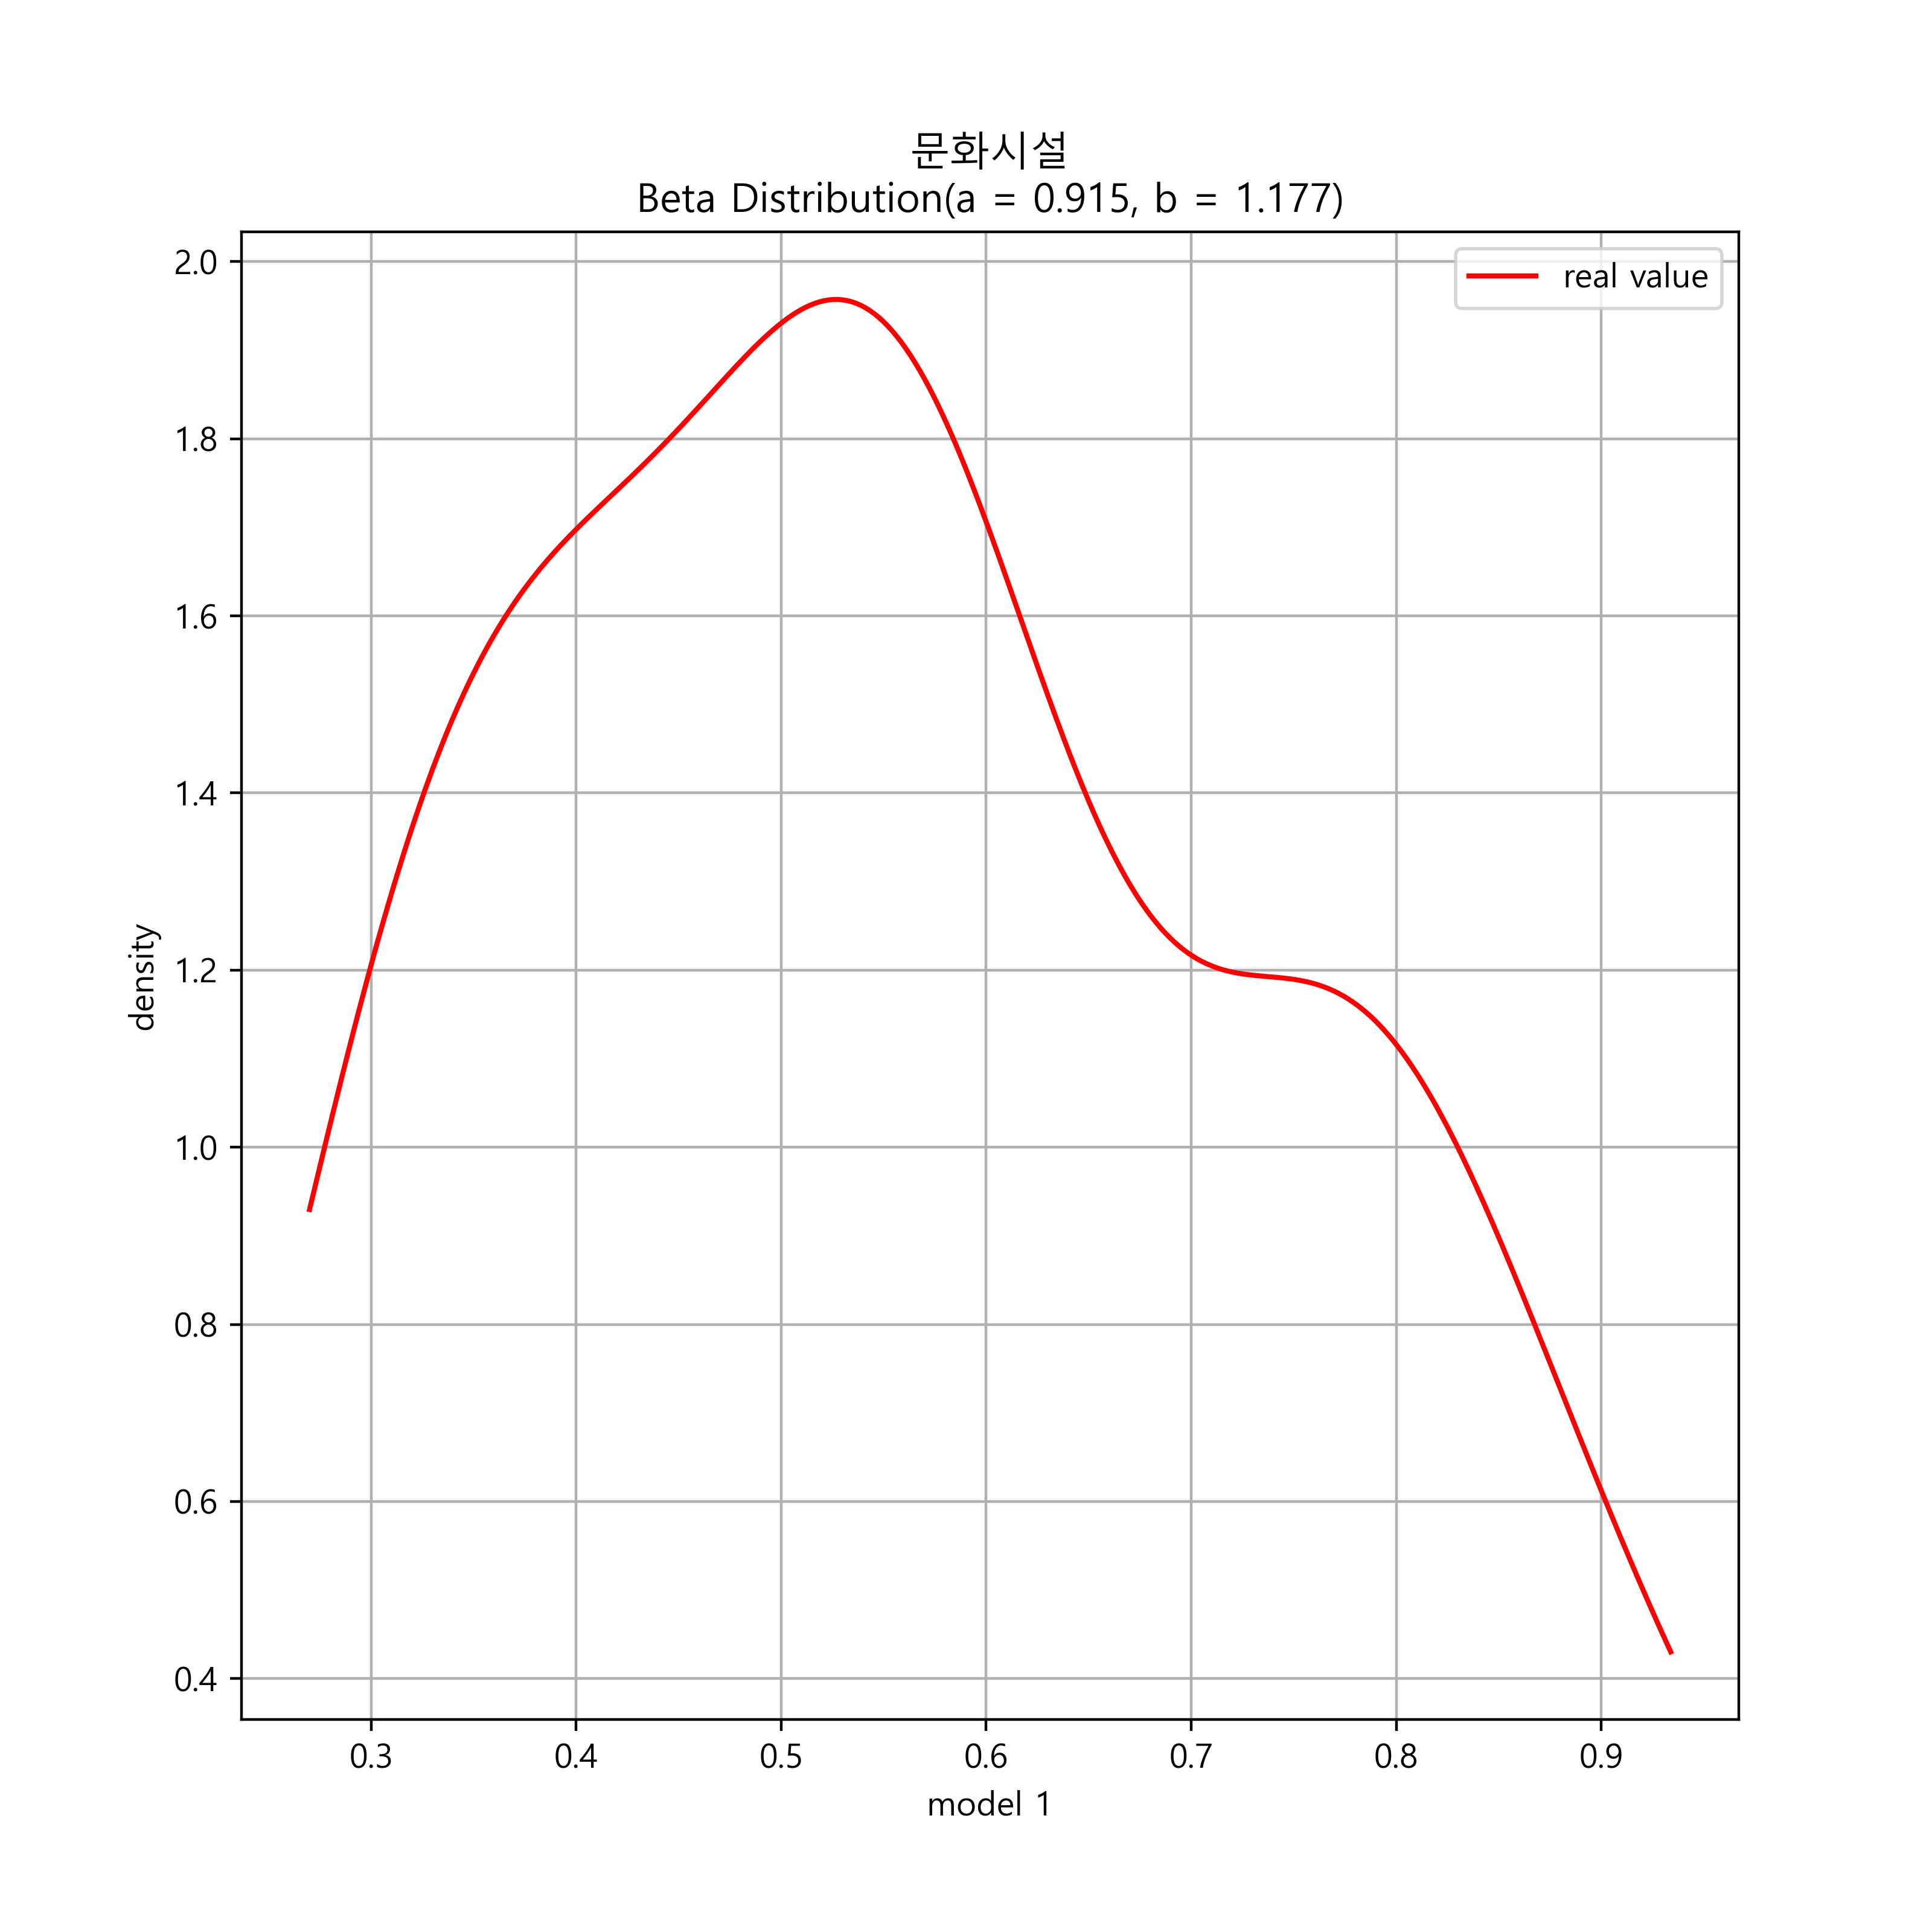 문화시설
Beta Distribution(a = 0.915, b = 1.177)
real value
density
2.0
1.8
1.6
1.4
1.2
1.0
0.8
0.6
0.4
0.3 0.4 0.5 0.6 0.7 0.8 0.9
model 1